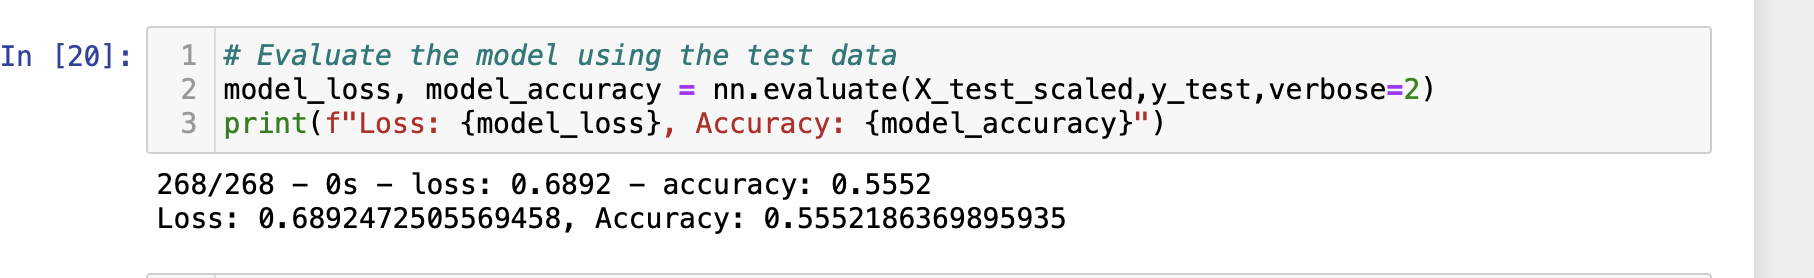 In [20]:
1 # Evaluate the model using the test data
2 model_loss, model_accuracy = nn.evaluate(X_test_scaled,y_test,verbose=2)
3 print(f"Loss: {model_loss}, Accuracy: {model_accuracy}")
268/268 - 0s - loss: 0.6892 - accuracy: 0.5552
Loss: 0.6892472505569458, Accuracy: 0.5552186369895935